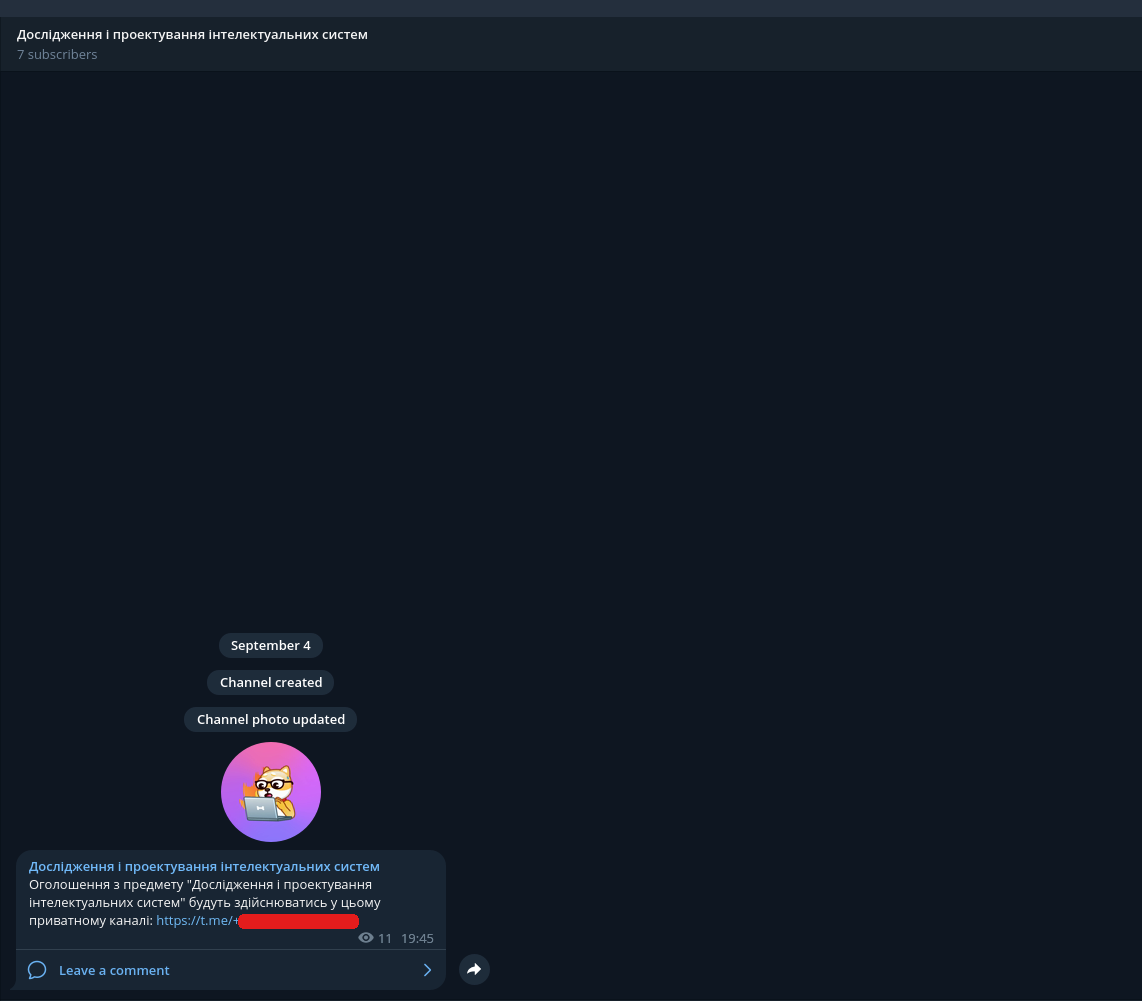 Дослідження і проектування інтелектуальних систем
7 subscribers
September 4
Channel created
Channel photo updated
Дослідження і проектування інтелектуальних систем
Оголошення з предмету "Дослідження і проектування
інтелектуальних систем" будуть здійснюватись у цьому
приватному каналі: https://t.me/+
11 19:45
Leave a comment